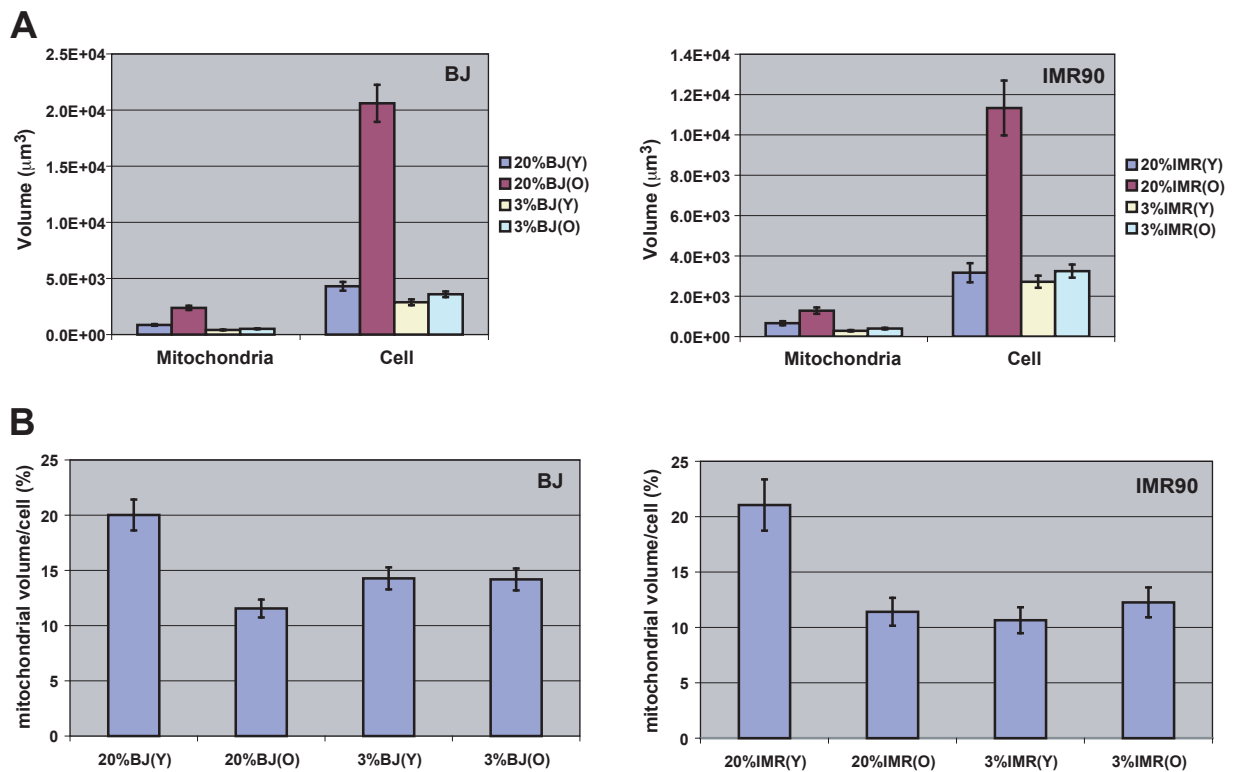 A
BJ
Volume (μm³)
2.5E+04
2.0E+04
1.5E+04
1.0E+04
5.0E+03
0.0E+00
Mitochondria
Cell
20%BJ(Y)
20%BJ(O)
3%BJ(Y)
3%BJ(O)
IMR90
Volume (μm³)
1.4E+04
1.2E+04
1.0E+04
8.0E+03
6.0E+03
4.0E+03
2.0E+03
0.0E+00
Mitochondria
Cell
20%IMR(Y)
20%IMR(O)
3%IMR(Y)
3%IMR(O)
B
BJ
mitochondrial volume/cell (%)
25
20
15
10
5
0
20%BJ(Y)
20%BJ(O)
3%BJ(Y)
3%BJ(O)
IMR90
mitochondrial volume/cell (%)
25
20
15
10
5
0
20%IMR(Y)
20%IMR(O)
3%IMR(Y)
3%IMR(O)